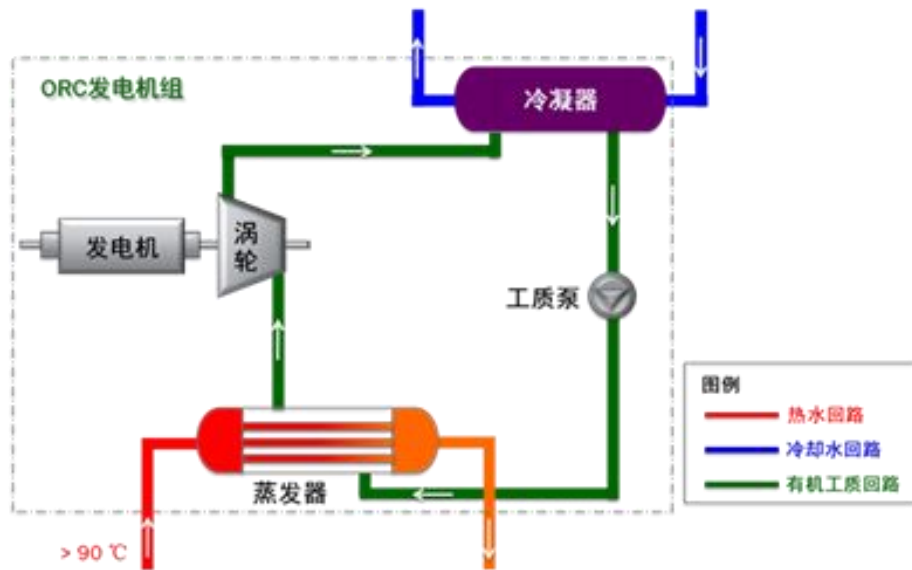 ORC发电机组
冷凝器
发电机
涡轮
工质泵
图例
热水回路
冷却水回路
有机工质回路
蒸发器
> 90 ℃